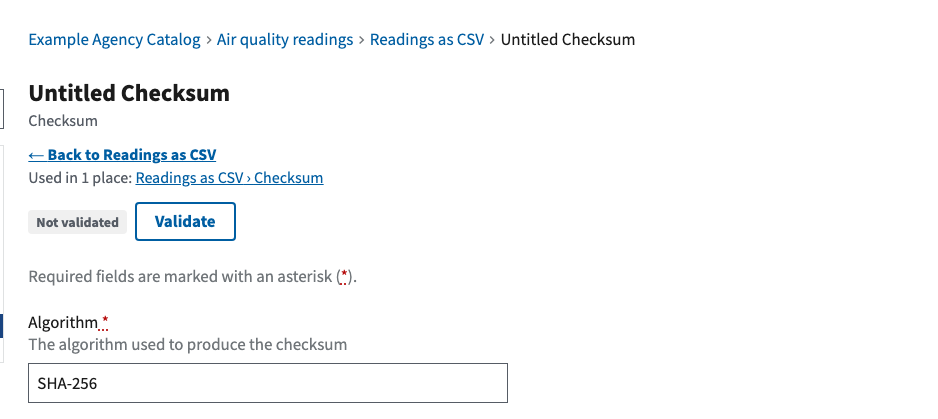 Example Agency Catalog > Air quality readings > Readings as CSV > Untitled Checksum
Untitled Checksum
Checksum
← Back to Readings as CSV
Used in 1 place: Readings as CSV › Checksum
Not validated Validate
Required fields are marked with an asterisk (*).
Algorithm *
The algorithm used to produce the checksum
SHA-256